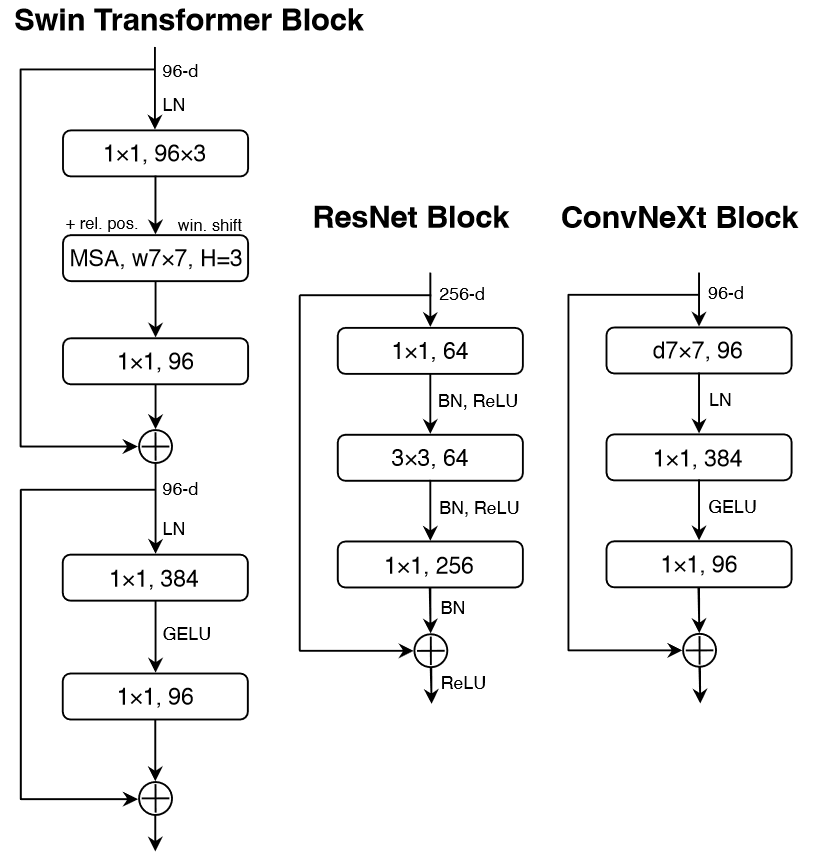 Swin Transformer Block
96-d
LN
1×1, 96×3
+ rel. pos.
win. shift
MSA, w7×7, H=3
1×1, 96
96-d
LN
1×1, 384
GELU
1×1, 96
ResNet Block
256-d
1×1, 64
BN, ReLU
3×3, 64
BN, ReLU
1×1, 256
BN
ReLU
ConvNeXt Block
96-d
d7×7, 96
LN
1×1, 384
GELU
1×1, 96